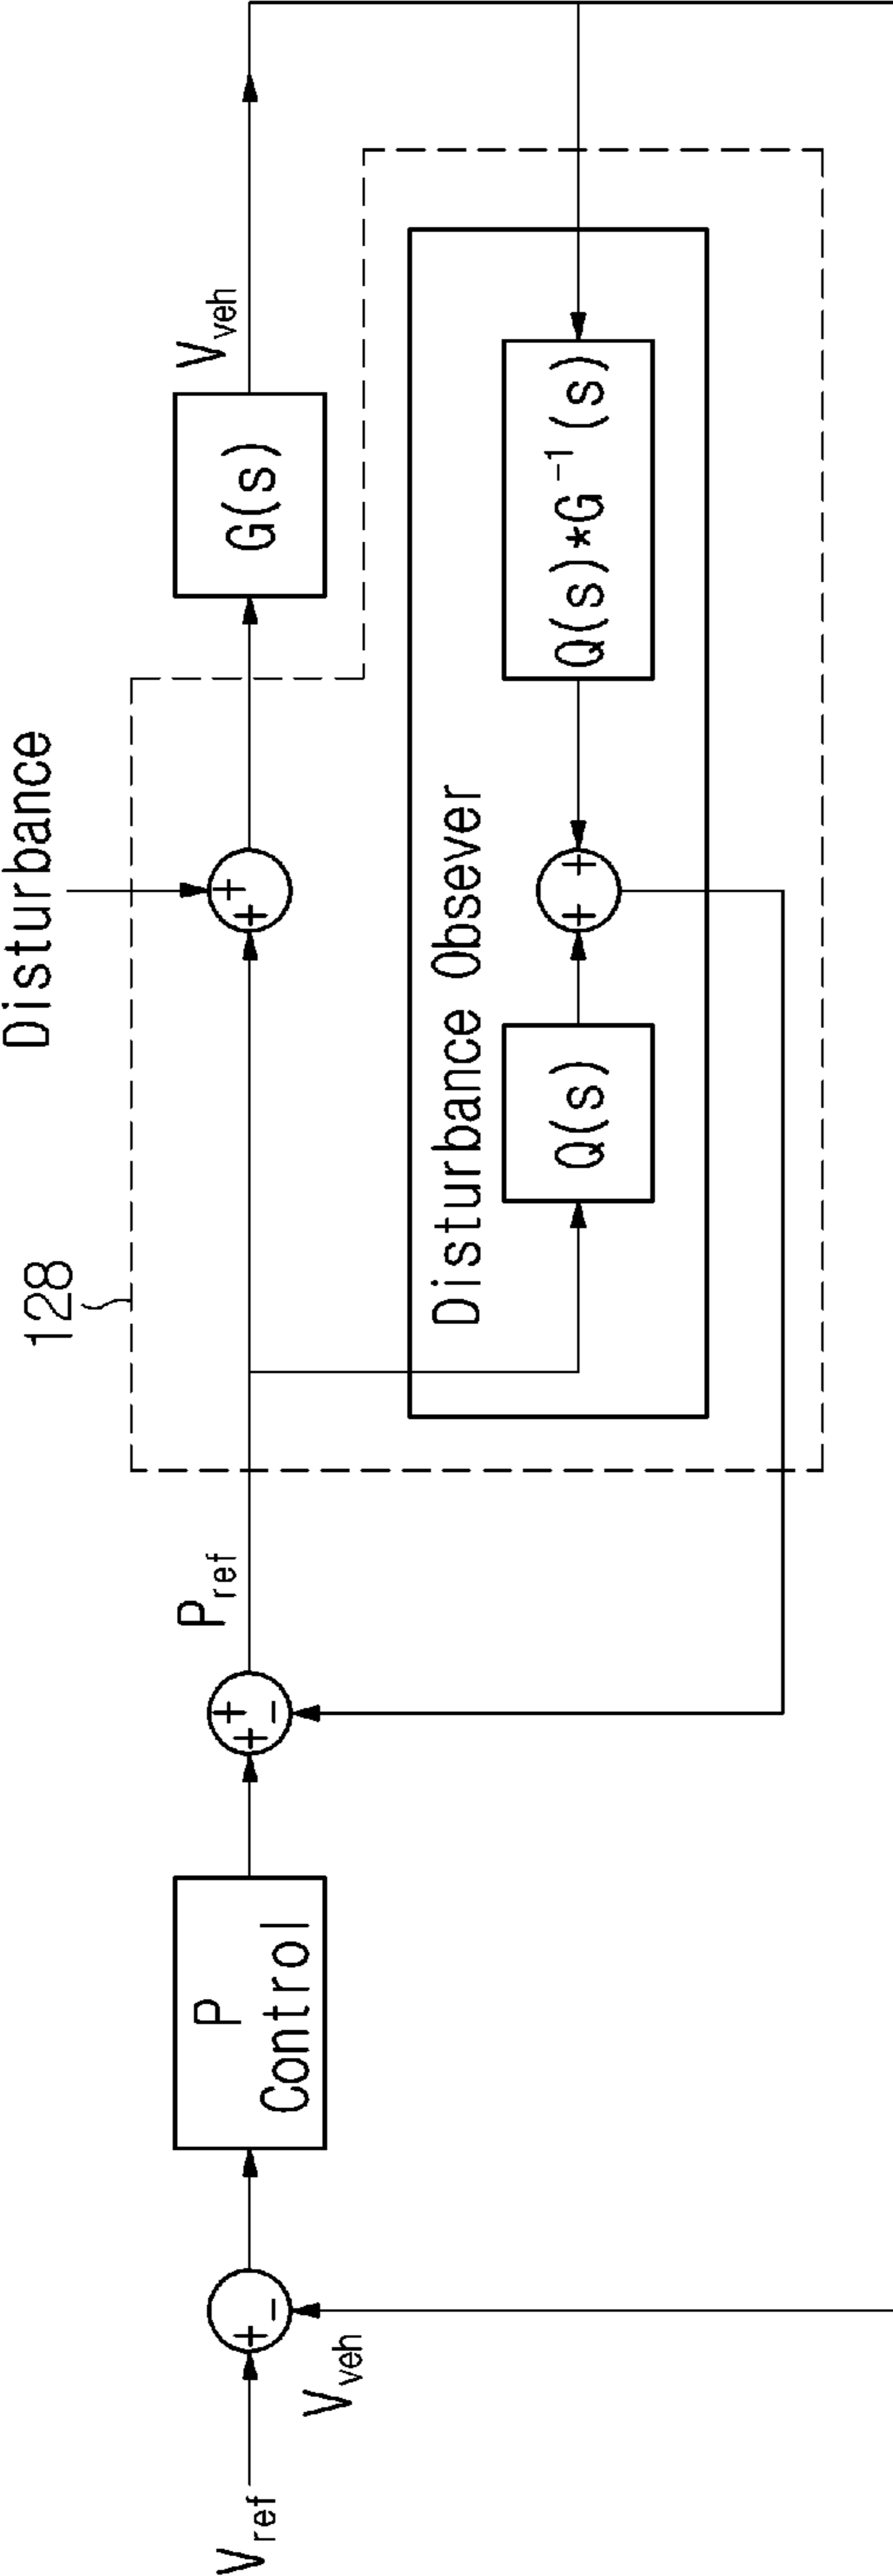 Disturbance
128
V_ref
+
-
V_veh
P
Control
+
+
-
P_ref
+
+
G(s)
V_veh
Disturbance Obsever
Q(s)
+
+
Q(s)*G⁻¹(s)